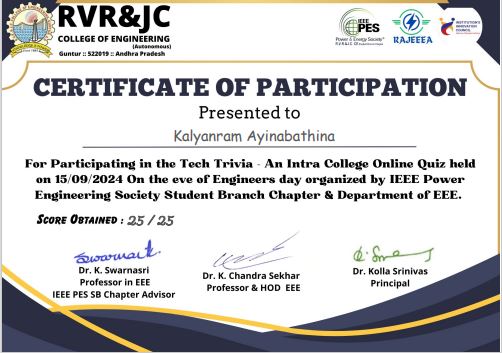 RVR&JC
COLLEGE OF ENGINEERING
(Autonomous)
Guntur :: 522019 :: Andhra Pradesh
IEEE
PES
Power & Energy Society®
RAJEEEA
INSTITUTION'S
INNOVATION
COUNCIL
CERTIFICATE OF PARTICIPATION
Presented to
Kalyanram Ayinabathina
For Participating in the Tech Trivia - An Intra College Online Quiz held
on 15/09/2024 On the eve of Engineers day organized by IEEE Power
Engineering Society Student Branch Chapter & Department of EEE.
SCORE OBTAINED : 25 / 25
Dr. K. Swarnasri
Professor in EEE
IEEE PES SB Chapter Advisor
Dr. K. Chandra Sekhar
Professor & HOD EEE
Dr. Kolla Srinivas
Principal